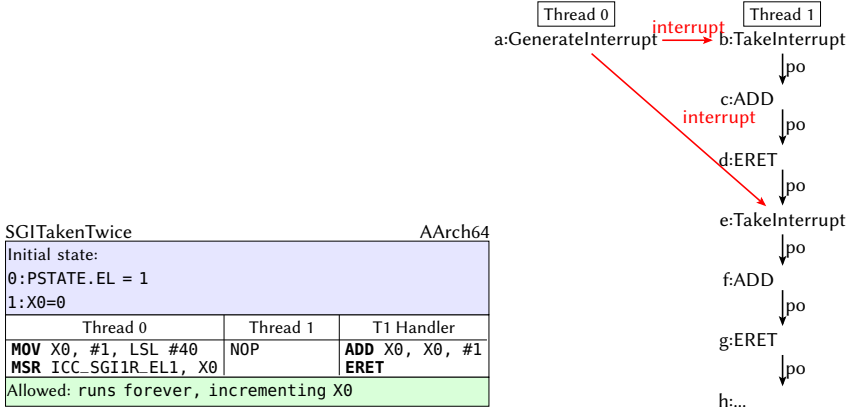 Thread 0 Thread 1
a:GenerateInterrupt interrupt b:TakeInterrupt
po
c:ADD
interrupt po
d:ERET
po
e:TakeInterrupt
po
f:ADD
po
g:ERET
po
h:...
SGITakenTwice AArch64
Initial state:
0:PSTATE.EL = 1
1:X0=0
Thread 0 Thread 1 T1 Handler
MOV X0, #1, LSL #40 NOP ADD X0, X0, #1
MSR ICC_SGI1R_EL1, X0 ERET
Allowed: runs forever, incrementing X0